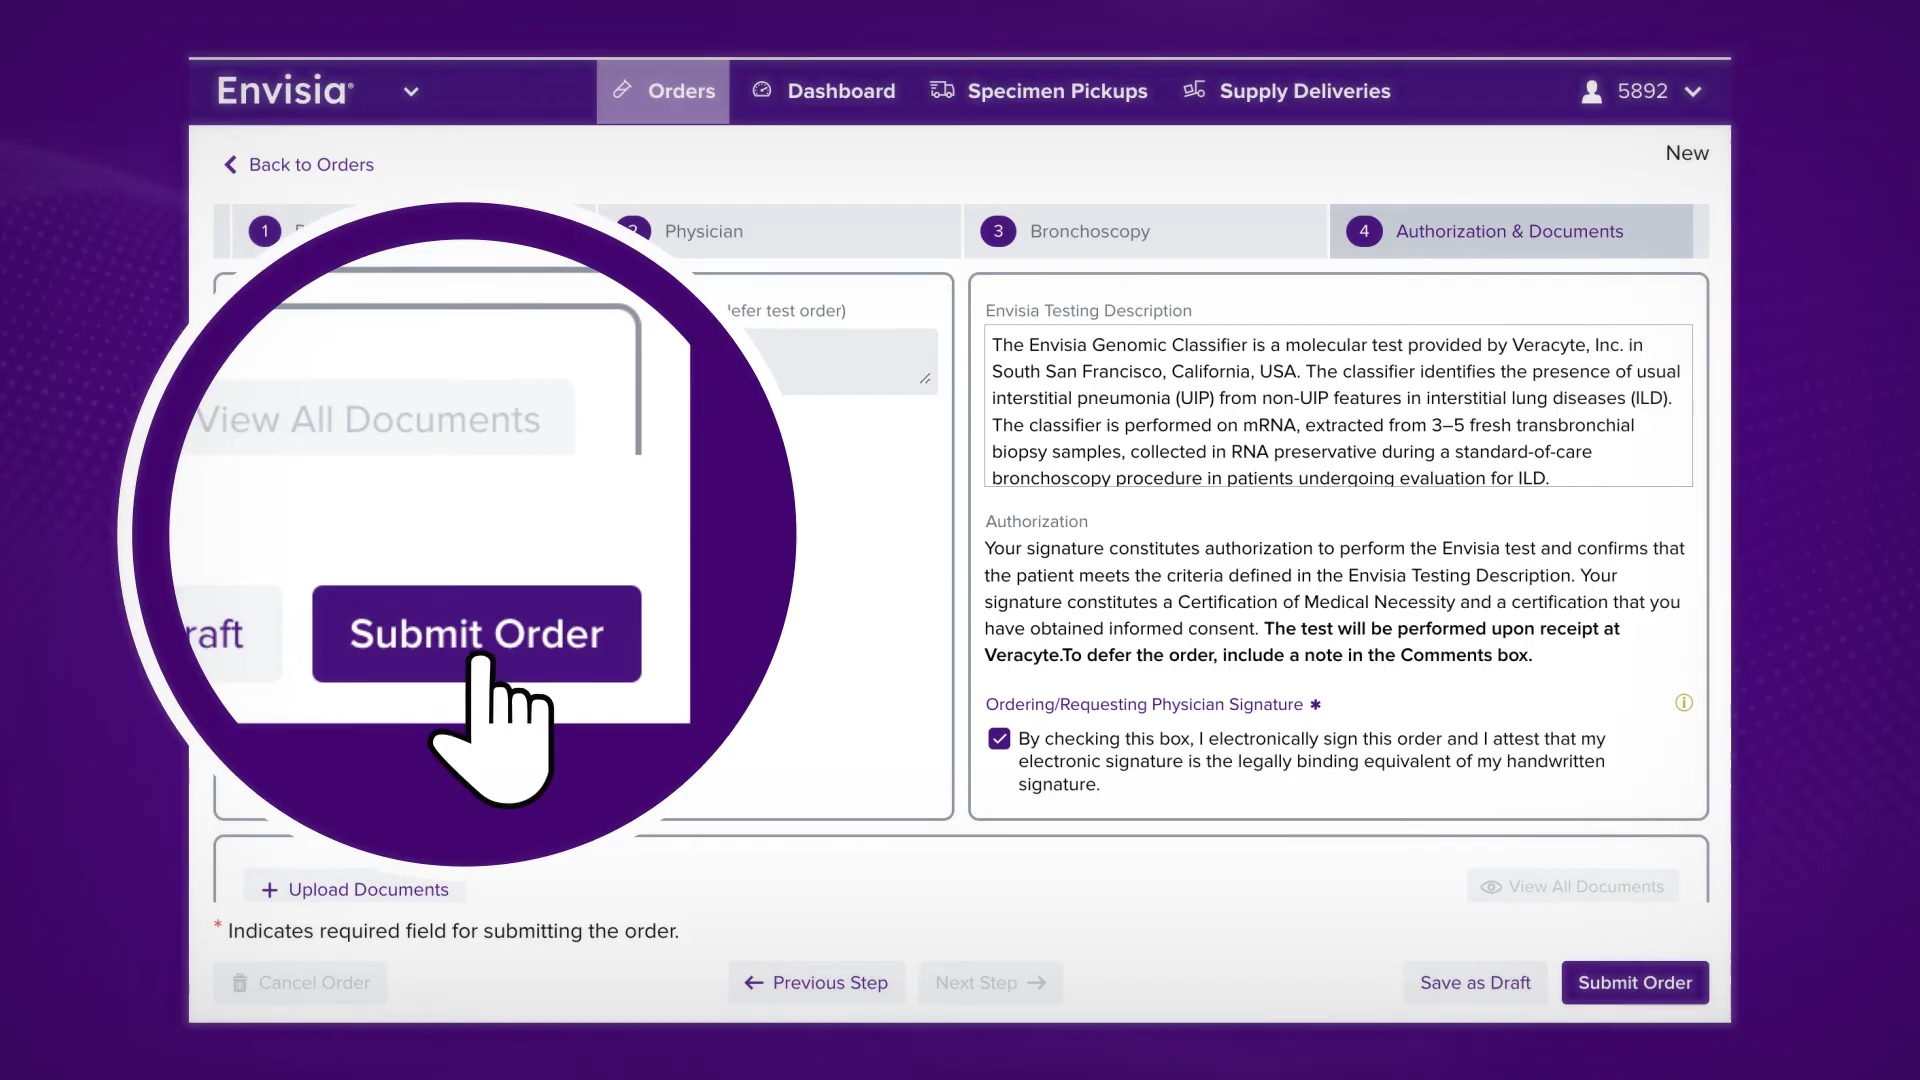 Envisia®
Orders
Dashboard
Specimen Pickups
Supply Deliveries
5892
Back to Orders
New
1
2 Physician
3 Bronchoscopy
4 Authorization & Documents
efer test order)
View All Documents
raft
Submit Order
Envisia Testing Description
The Envisia Genomic Classifier is a molecular test provided by Veracyte, Inc. in
South San Francisco, California, USA. The classifier identifies the presence of usual
interstitial pneumonia (UIP) from non-UIP features in interstitial lung diseases (ILD).
The classifier is performed on mRNA, extracted from 3–5 fresh transbronchial
biopsy samples, collected in RNA preservative during a standard-of-care
bronchoscopy procedure in patients undergoing evaluation for ILD.
Authorization
Your signature constitutes authorization to perform the Envisia test and confirms that
the patient meets the criteria defined in the Envisia Testing Description. Your
signature constitutes a Certification of Medical Necessity and a certification that you
have obtained informed consent. The test will be performed upon receipt at
Veracyte.To defer the order, include a note in the Comments box.
Ordering/Requesting Physician Signature *
By checking this box, I electronically sign this order and I attest that my
electronic signature is the legally binding equivalent of my handwritten
signature.
+ Upload Documents
View All Documents
* Indicates required field for submitting the order.
Cancel Order
Previous Step
Next Step
Save as Draft
Submit Order